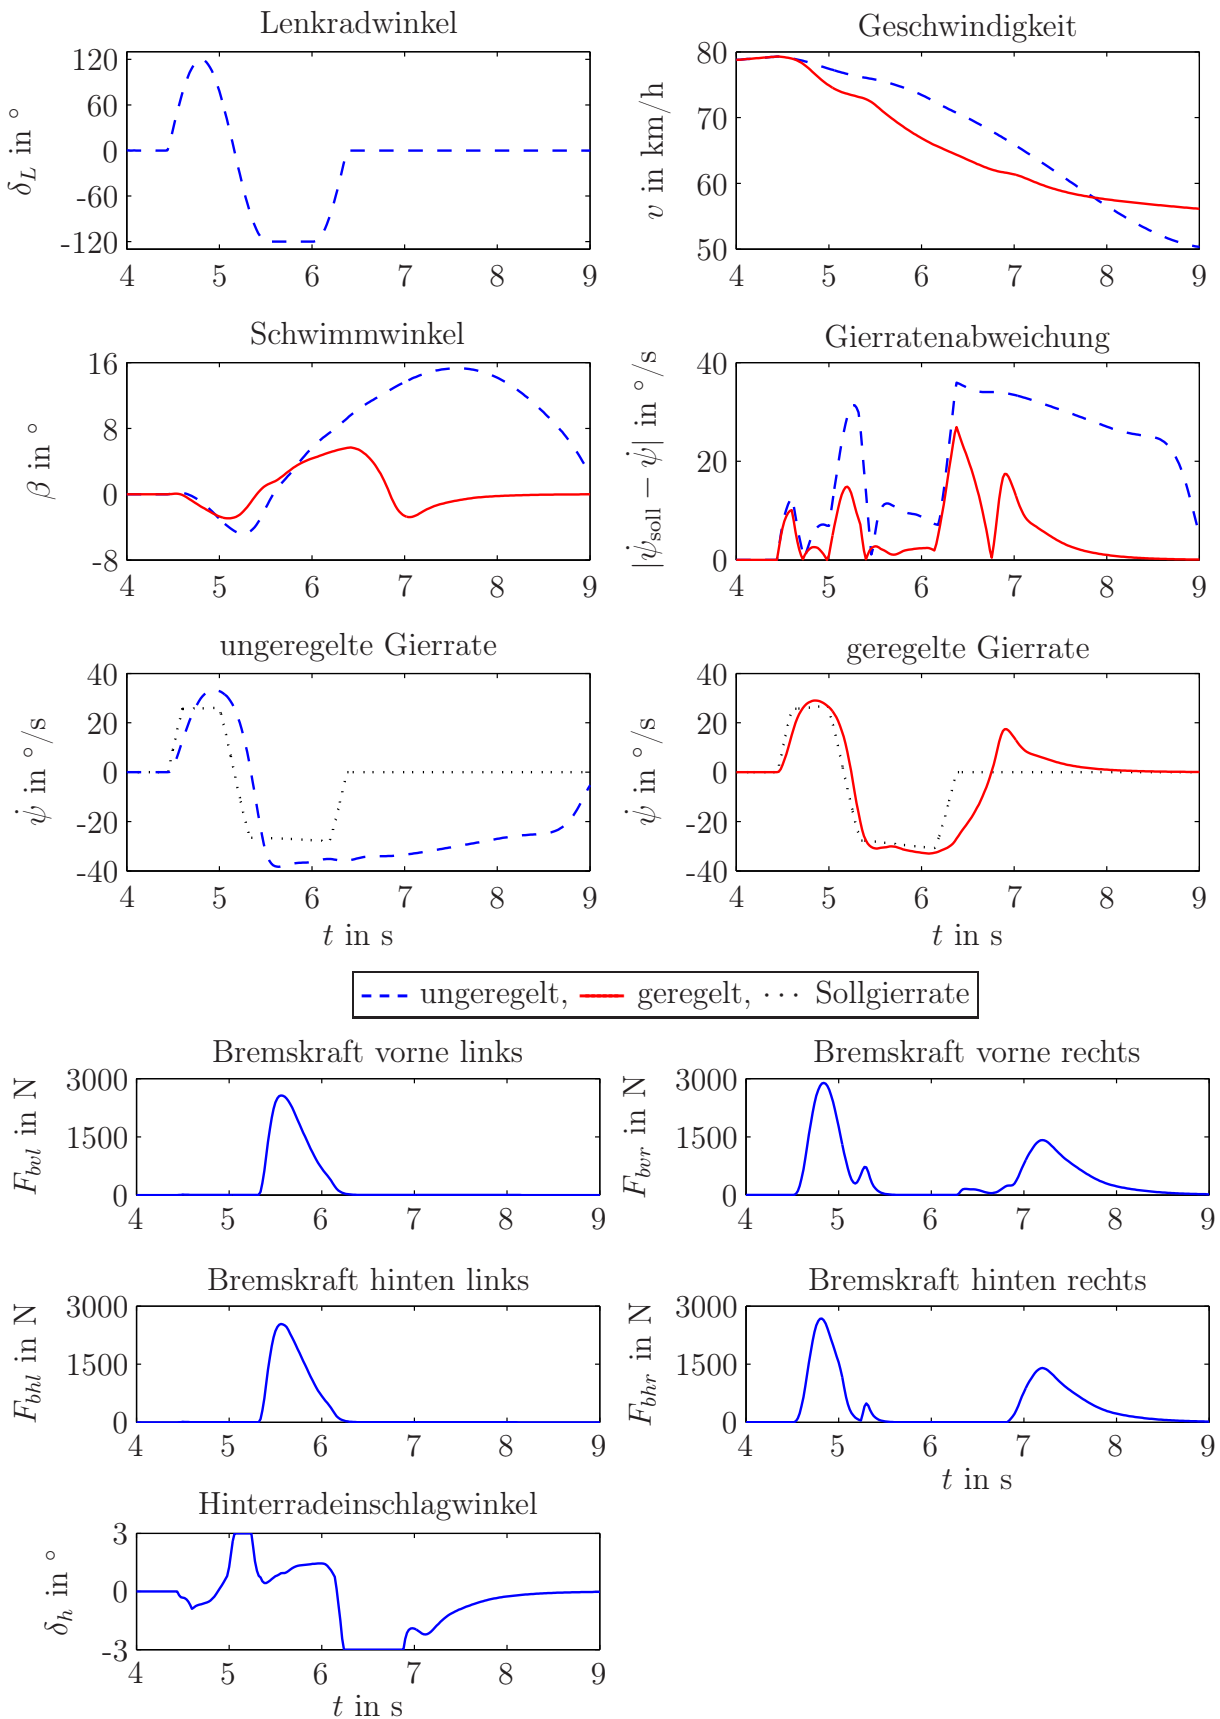 Lenkradwinkel
δ_L in °
120
60
0
-60
-120
4 5 6 7 8 9
Geschwindigkeit
v in km/h
80
70
60
50
4 5 6 7 8 9
Schwimmwinkel
β in °
16
8
0
-8
4 5 6 7 8 9
Gierratenabweichung
|ψ̇_soll − ψ̇| in °/s
40
20
0
4 5 6 7 8 9
ungeregelte Gierrate
ψ̇ in °/s
40
20
0
-20
-40
4 5 6 7 8 9
t in s
geregelte Gierrate
ψ̇ in °/s
40
20
0
-20
-40
4 5 6 7 8 9
t in s
ungeregelt, geregelt, ··· Sollgierrate
Bremskraft vorne links
F_bvl in N
3000
1500
0
4 5 6 7 8 9
Bremskraft vorne rechts
F_bvr in N
3000
1500
0
4 5 6 7 8 9
Bremskraft hinten links
F_bhl in N
3000
1500
0
4 5 6 7 8 9
Bremskraft hinten rechts
F_bhr in N
3000
1500
0
4 5 6 7 8 9
t in s
Hinterradeinschlagwinkel
δ_h in °
3
0
-3
4 5 6 7 8 9
t in s